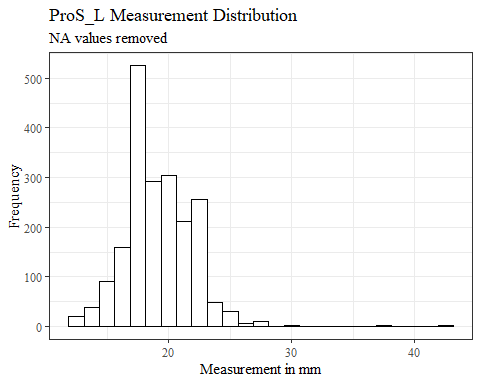 ProS_L Measurement Distribution
NA values removed
Frequency
500
400
300
200
100
0
20 30 40
Measurement in mm